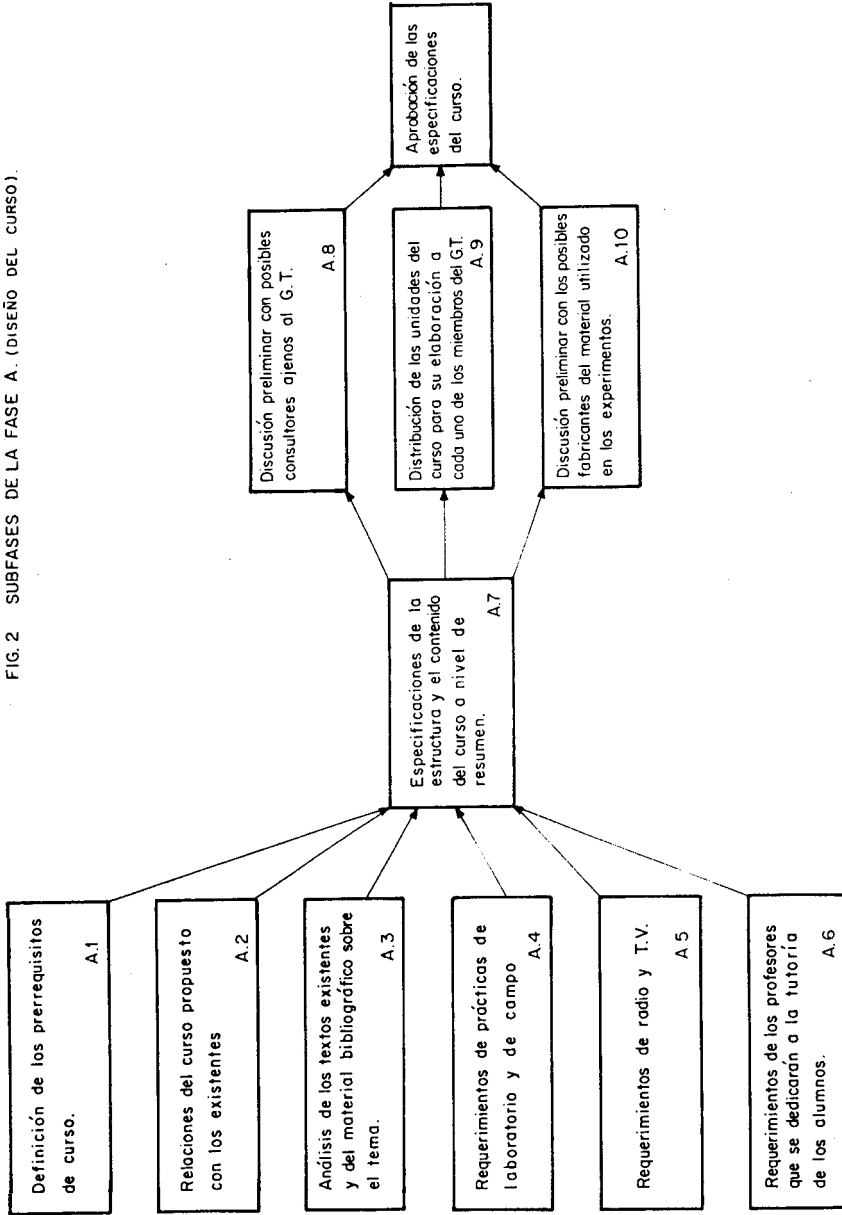 FIG. 2 SUBFASES DE LA FASE A. (DISEÑO DEL CURSO).
Definición de los prerrequisitos
de curso.
A.1
Relaciones del curso propuesto
con los existentes
A.2
Análisis de los textos existentes
y del material bibliográfico sobre
el tema.
A.3
Requerimientos de prácticas de
laboratorio y de campo
A.4
Requerimientos de radio y T.V.
A.5
Requerimientos de los profesores
que se dedicarán a la tutoría
de los alumnos.
A.6
Especificaciones de la
estructura y el contenido
del curso a nivel de
resumen.
A.7
Discusión preliminar con posibles
consultores ajenos al G.T.
A.8
Distribución de las unidades del
curso para su elaboración a
cada uno de los miembros del G.T.
A.9
Discusión preliminar con los posibles
fabricantes del material utilizado
en los experimentos.
A.10
Aprobación de las
especificaciones
del curso.